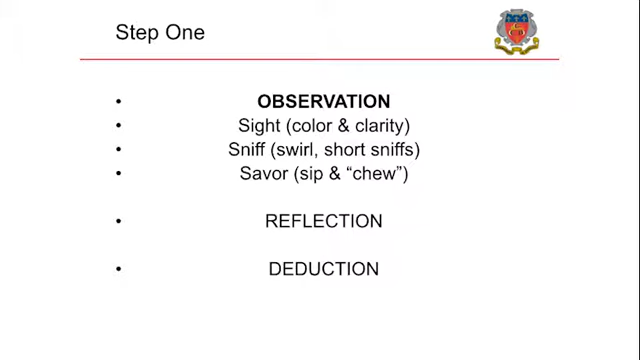 Step One
• OBSERVATION
• Sight (color & clarity)
• Sniff (swirl, short sniffs)
• Savor (sip & “chew”)
• REFLECTION
• DEDUCTION